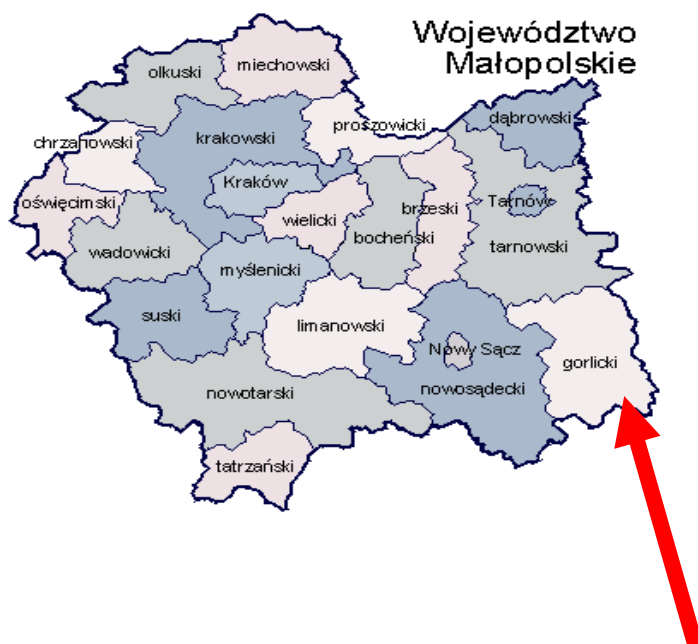 Województwo
Małopolskie
olkuski
miechowski
chrzanowski
krakowski
proszowicki
dąbrowski
Kraków
oświęcimski
wielicki
brzeski
Tarnów
bocheński
wadowicki
tarnowski
myślenicki
suski
limanowski
Nowy Sącz
gorlicki
nowotarski
nowosądecki
tatrzański